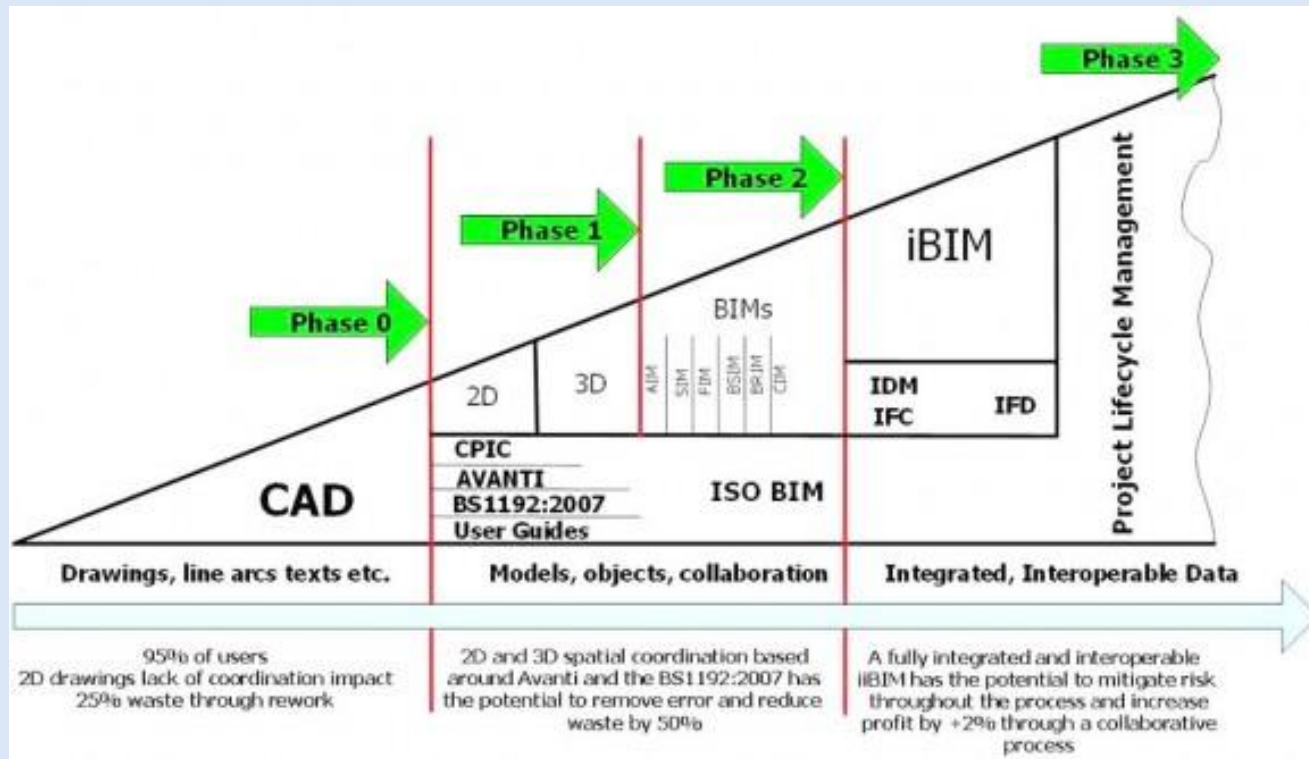 Phase 3
Phase 2
Phase 1
Phase 0
iBIM
BIMs
2D
3D
AIM
SIM
FIM
BSIM
BRIM
CIM
IDM
IFC
IFD
Project Lifecycle Management
CAD
CPIC
AVANTI
BS1192:2007
User Guides
ISO BIM
Drawings, line arcs texts etc.
Models, objects, collaboration
Integrated, Interoperable Data
95% of users
2D drawings lack of coordination impact
25% waste through rework
2D and 3D spatial coordination based
around Avanti and the BS1192:2007 has
the potential to remove error and reduce
waste by 50%
A fully integrated and interoperable
iiBIM has the potential to mitigate risk
throughout the process and increase
profit by +2% through a collaborative
process